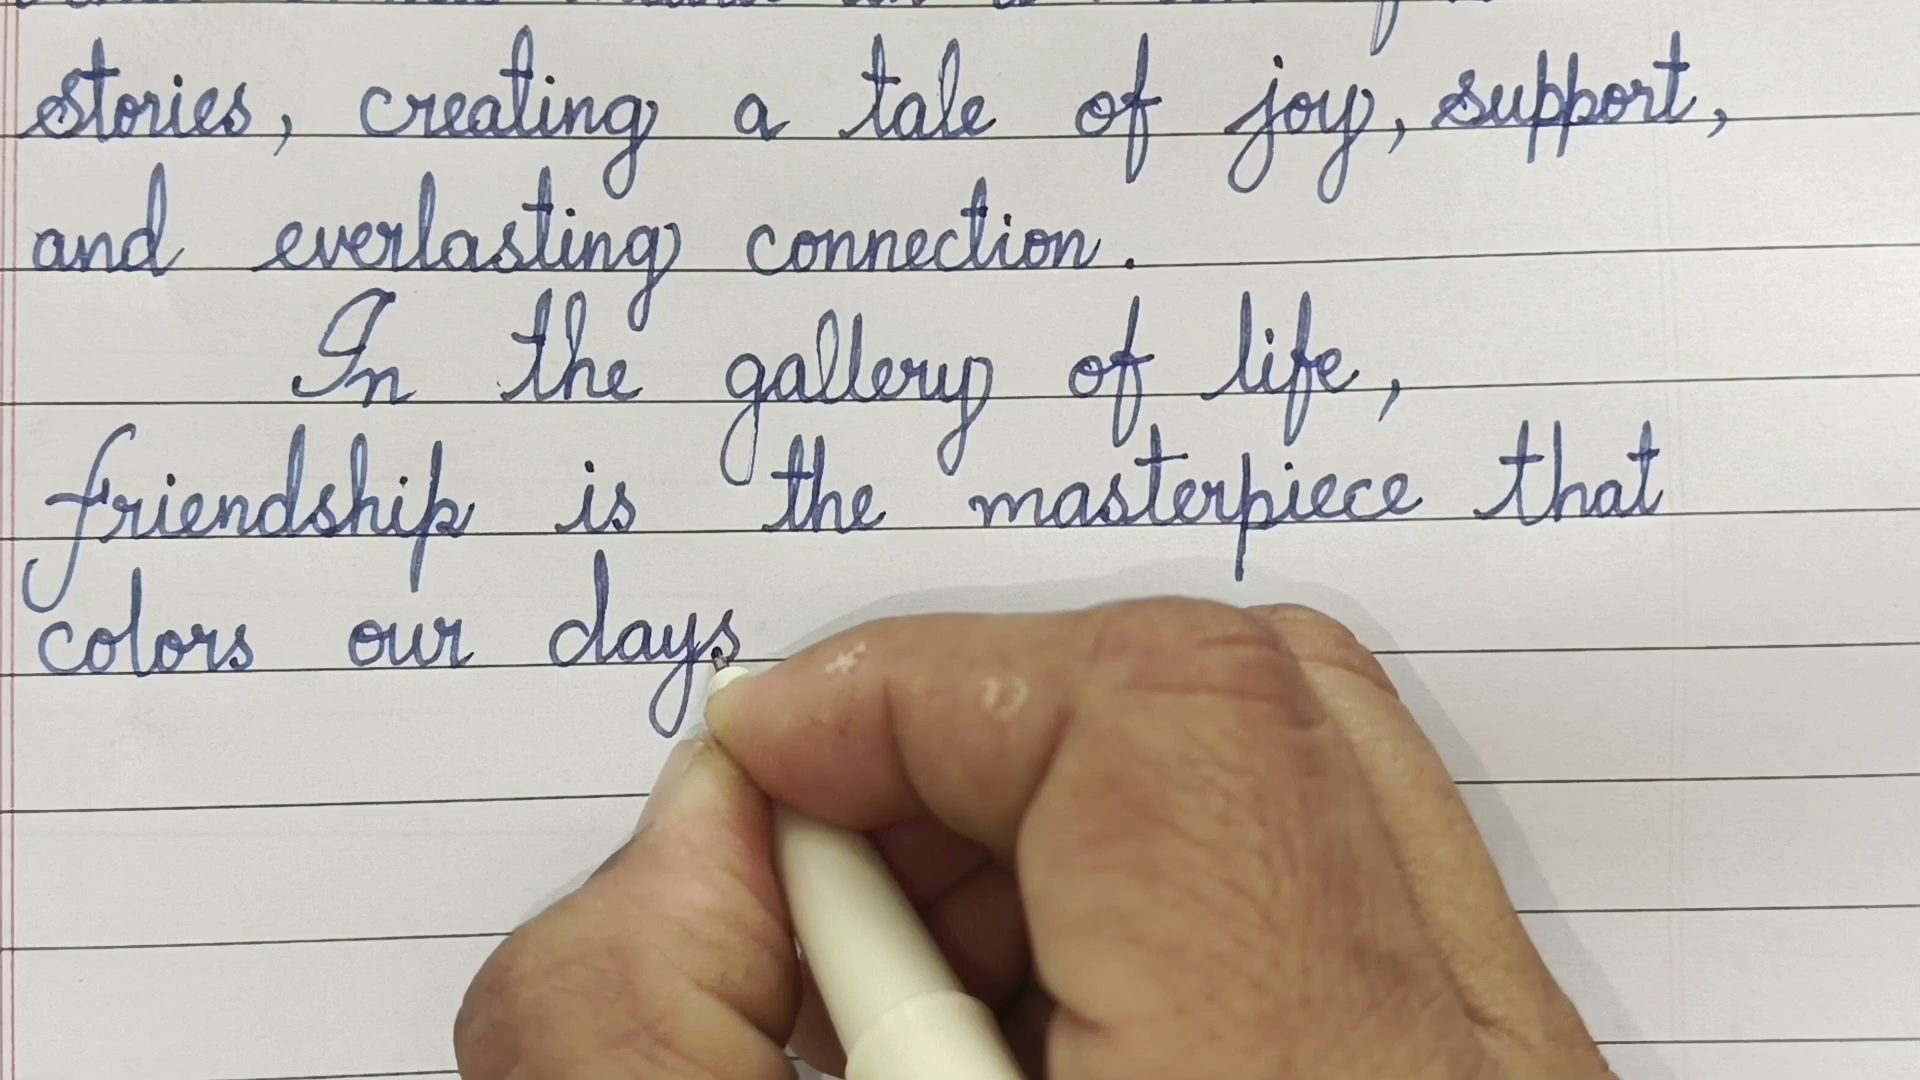 stories, creating a tale of joy, support,
and everlasting connection.
In the gallery of life,
friendship is the masterpiece that
colors our days